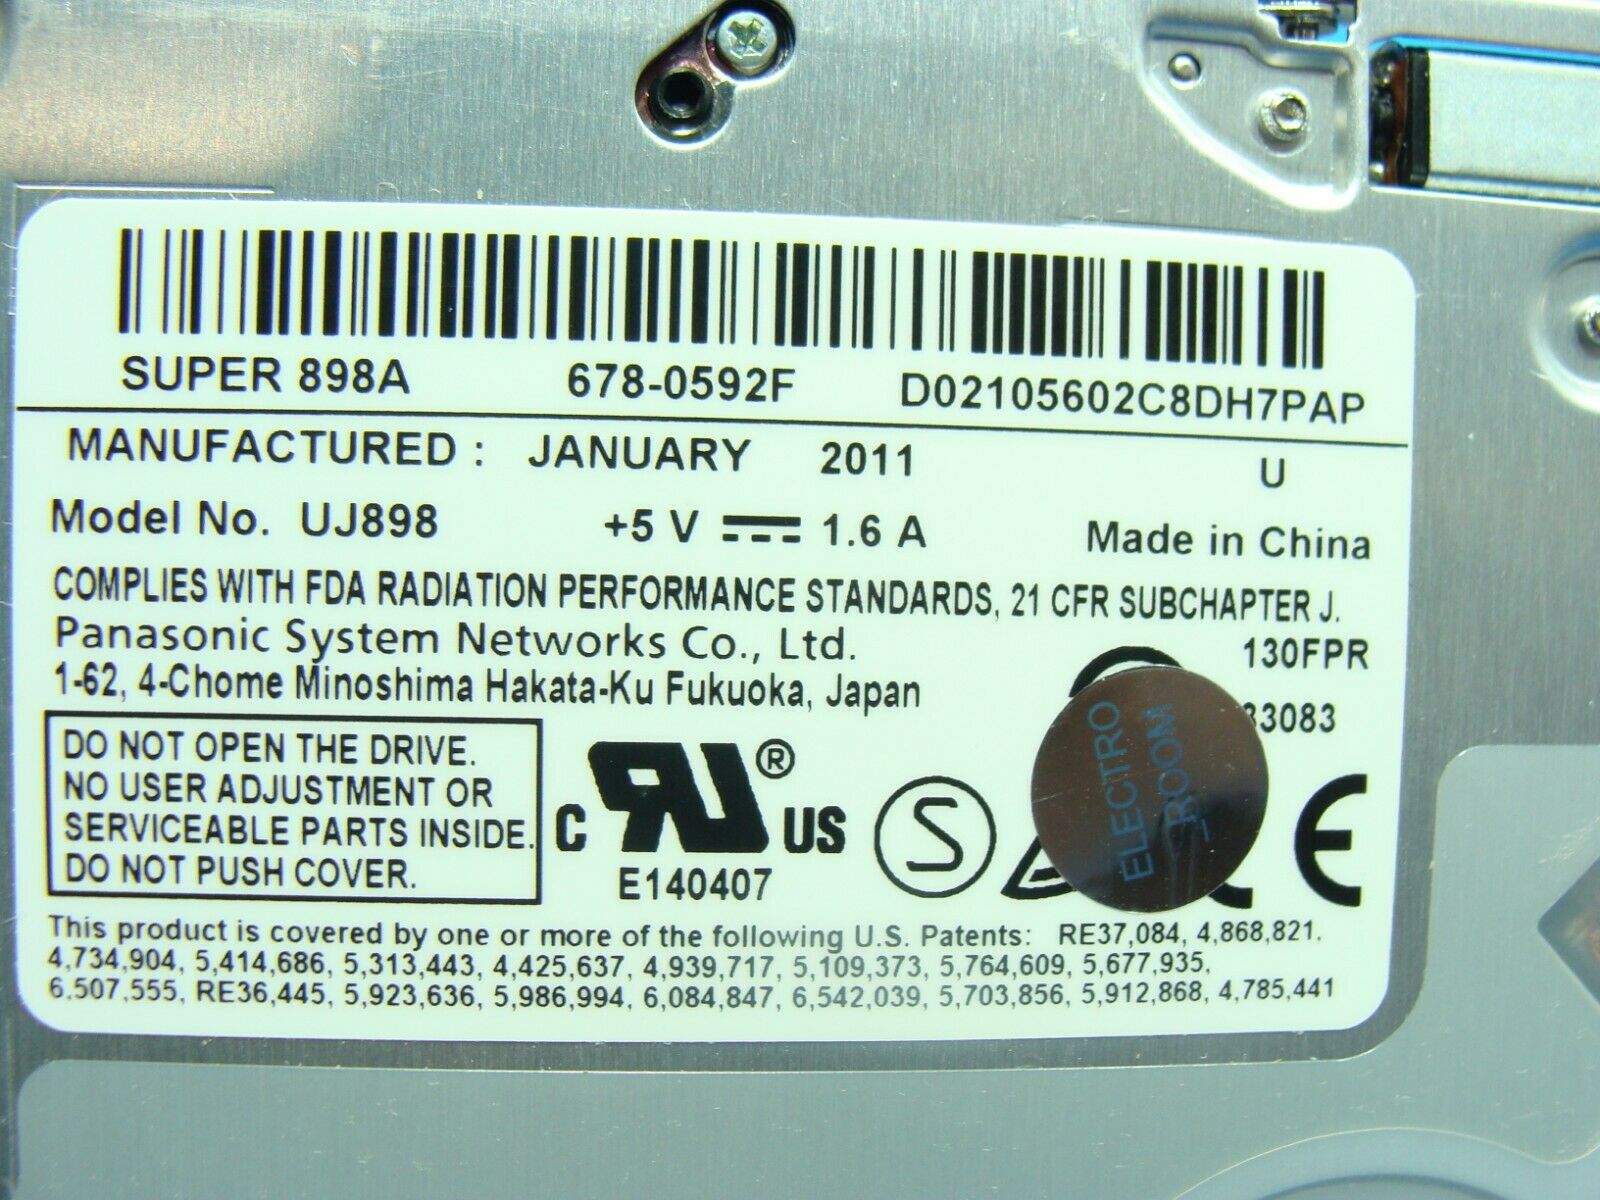 SUPER 898A 678-0592F D02105602C8DH7PAP
MANUFACTURED : JANUARY 2011 U
Model No. UJ898 +5 V 1.6 A Made in China
COMPLIES WITH FDA RADIATION PERFORMANCE STANDARDS, 21 CFR SUBCHAPTER J.
Panasonic System Networks Co., Ltd. 130FPR
1-62, 4-Chome Minoshima Hakata-Ku Fukuoka, Japan
DO NOT OPEN THE DRIVE.
NO USER ADJUSTMENT OR
SERVICEABLE PARTS INSIDE.
DO NOT PUSH COVER.
C RU® US
E140407
S
ELECTRO
_ROOM
CE
This product is covered by one or more of the following U.S. Patents: RE37,084, 4,868,821,
4,734,904, 5,414,686, 5,313,443, 4,425,637, 4,939,717, 5,109,373, 5,764,609, 5,677,935,
6,507,555, RE36,445, 5,923,636, 5,986,994, 6,084,847, 6,542,039, 5,703,856, 5,912,868, 4,785,441